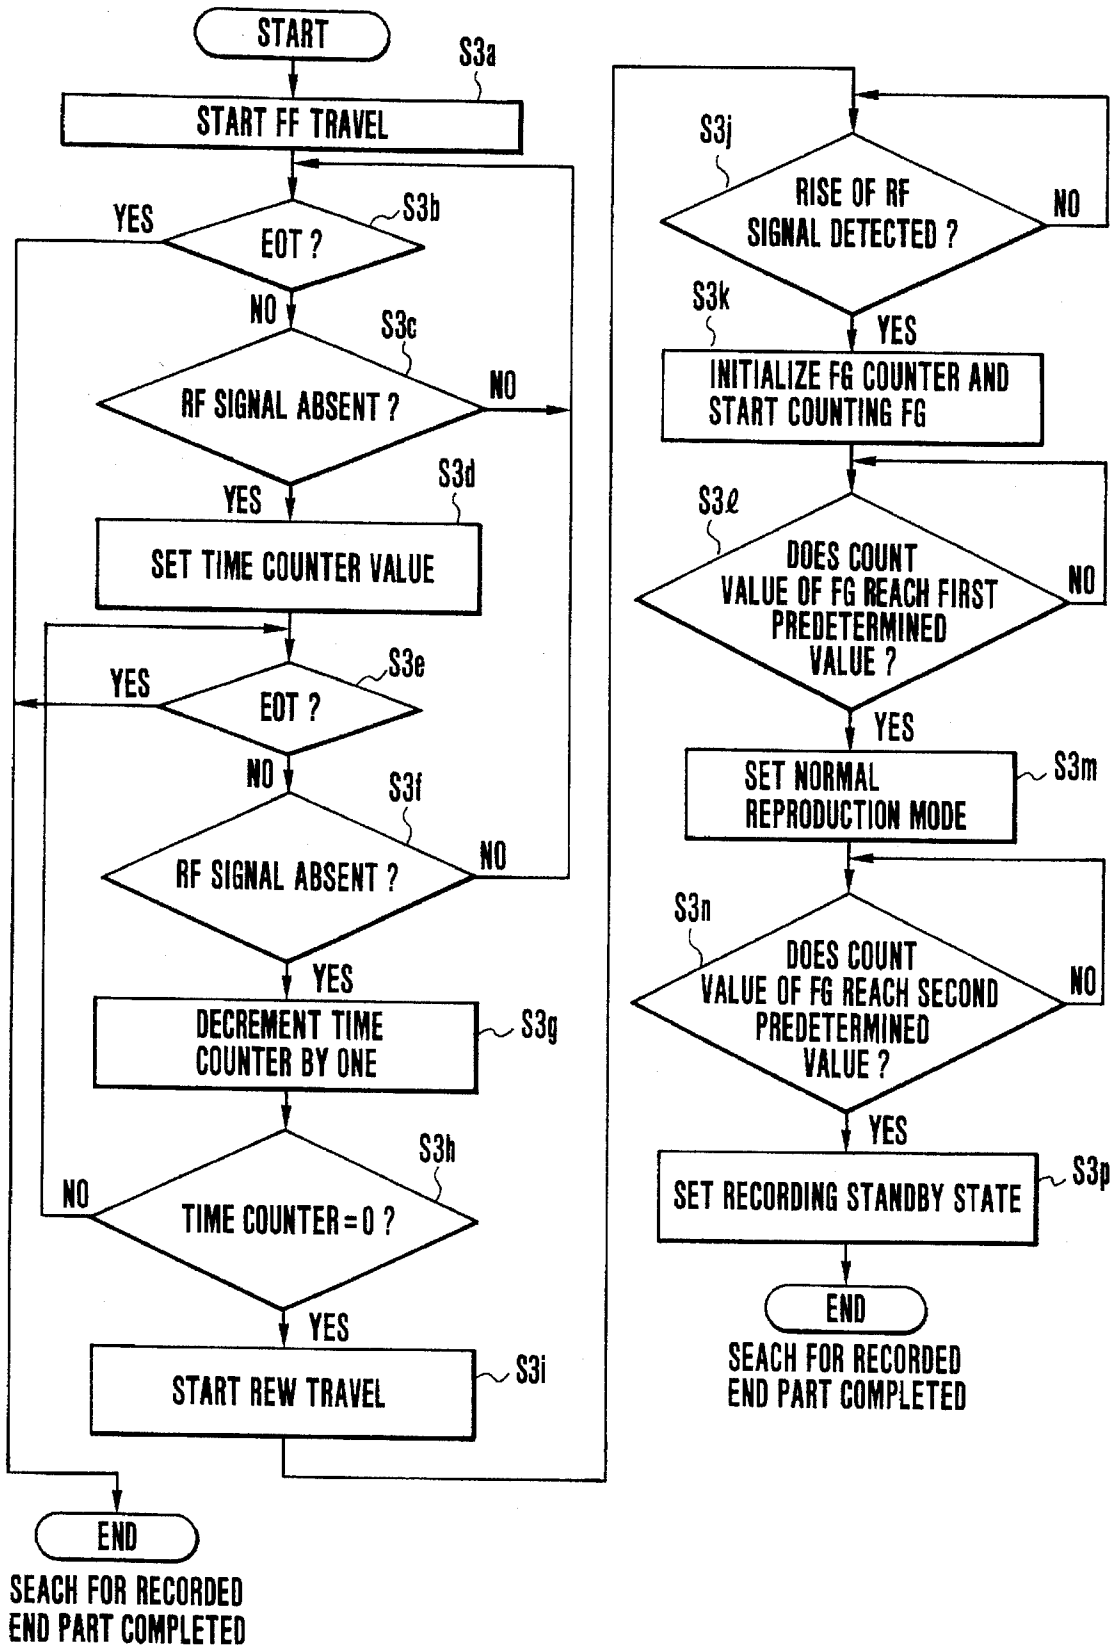 START
S3a
START FF TRAVEL
S3b
YES
EOT ?
NO
S3c
RF SIGNAL ABSENT ?
NO
YES
S3d
SET TIME COUNTER VALUE
S3e
YES
EOT ?
NO
S3f
RF SIGNAL ABSENT ?
NO
YES
S3g
DECREMENT TIME
COUNTER BY ONE
S3h
NO
TIME COUNTER = 0 ?
YES
S3i
START REW TRAVEL
END
SEACH FOR RECORDED
END PART COMPLETED
S3j
RISE OF RF
SIGNAL DETECTED ?
NO
YES
S3k
INITIALIZE FG COUNTER AND
START COUNTING FG
S3ℓ
DOES COUNT
VALUE OF FG REACH FIRST
PREDETERMINED
VALUE ?
NO
YES
S3m
SET NORMAL
REPRODUCTION MODE
S3n
DOES COUNT
VALUE OF FG REACH SECOND
PREDETERMINED
VALUE ?
NO
YES
S3p
SET RECORDING STANDBY STATE
END
SEACH FOR RECORDED
END PART COMPLETED